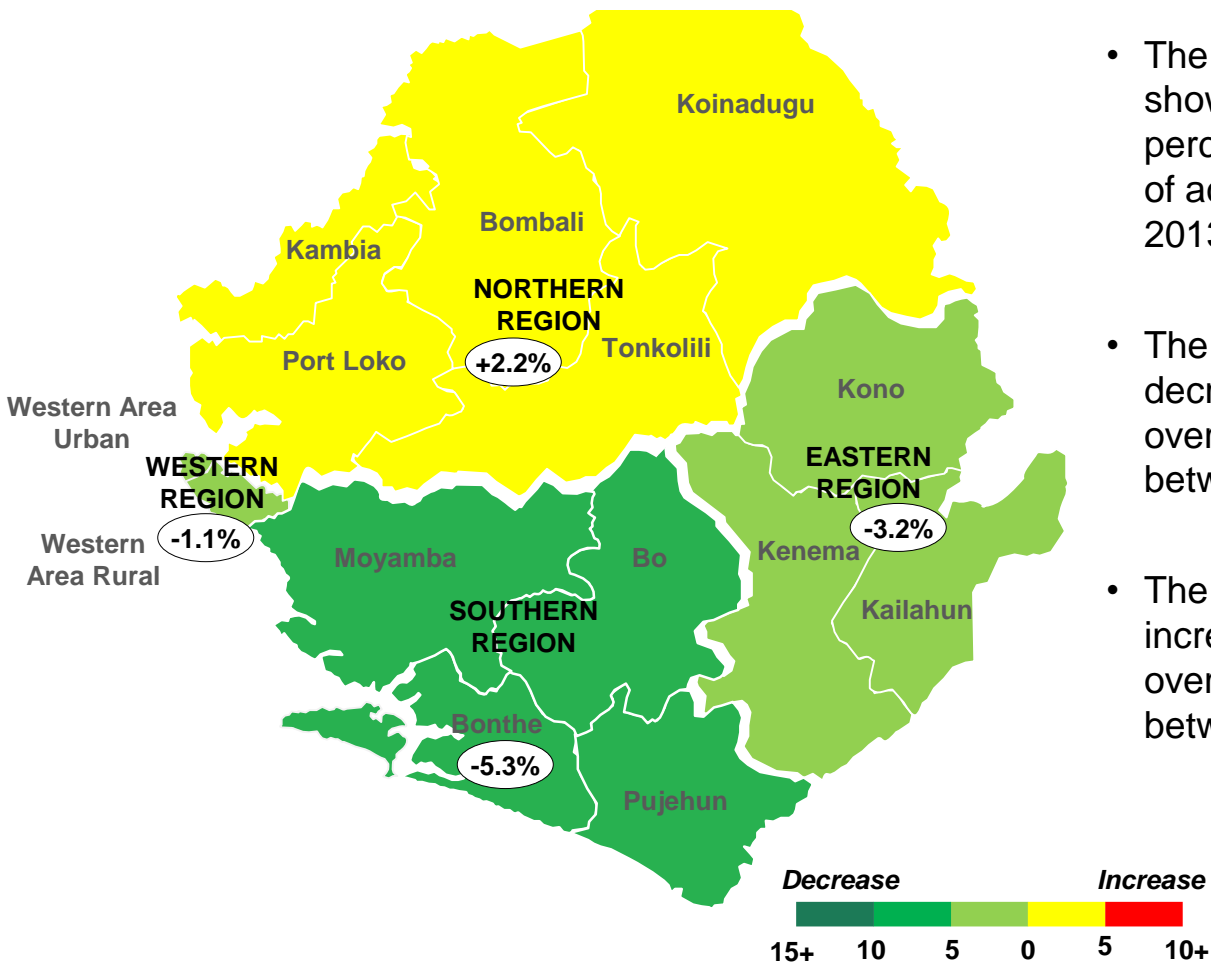 Koinadugu
Bombali
Kambia
NORTHERN
REGION
+2.2%
Tonkolili
Port Loko
Kono
Western Area
Urban
WESTERN
REGION
-1.1%
Western
Area Rural
EASTERN
REGION
-3.2%
Kenema
Kailahun
Moyamba
Bo
SOUTHERN
REGION
Bonthe
-5.3%
Pujehun
Decrease Increase
15+ 10 5 0 5 10+
• The
show
perc
of a
2013
• The
decr
over
betw
• The
incre
over
betw